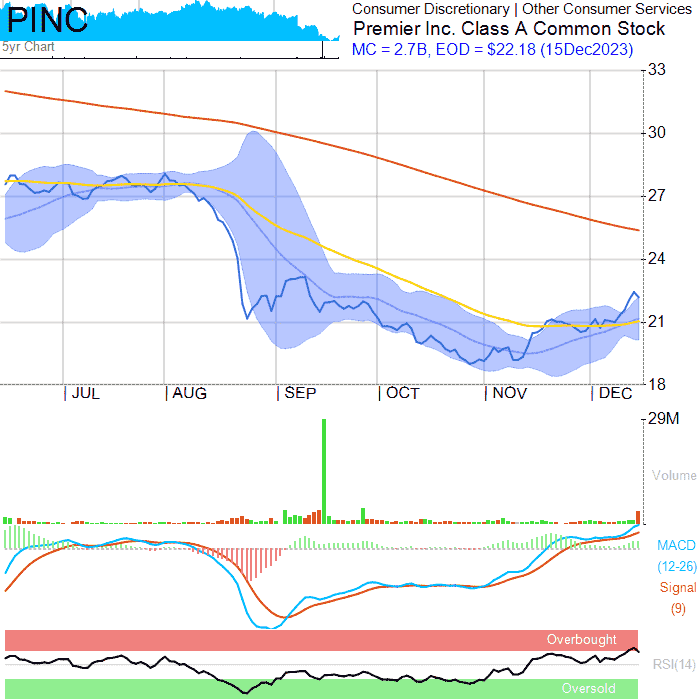 PINC
5yr Chart
Consumer Discretionary | Other Consumer Services
Premier Inc. Class A Common Stock
MC = 2.7B, EOD = $22.18 (15Dec2023)
33
30
27
24
21
18
JUL
AUG
SEP
OCT
NOV
DEC
29M
Volume
MACD
(12-26)
Signal
(9)
Overbought
RSI(14)
Oversold